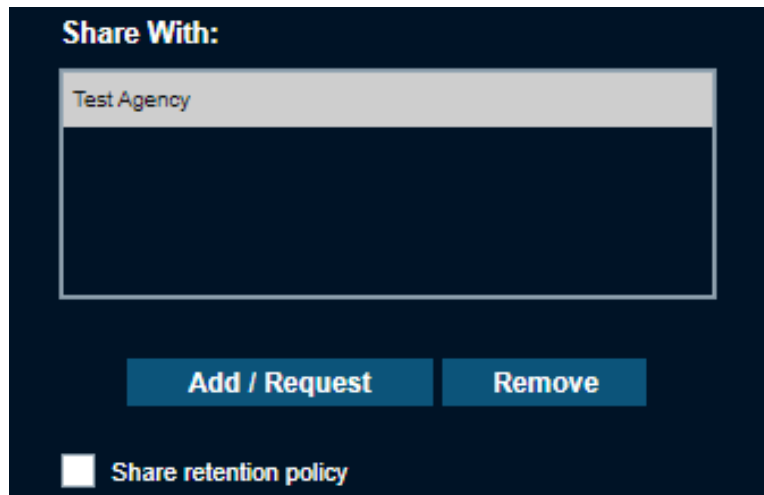 Share With:
Test Agency
Add / Request
Remove
Share retention policy